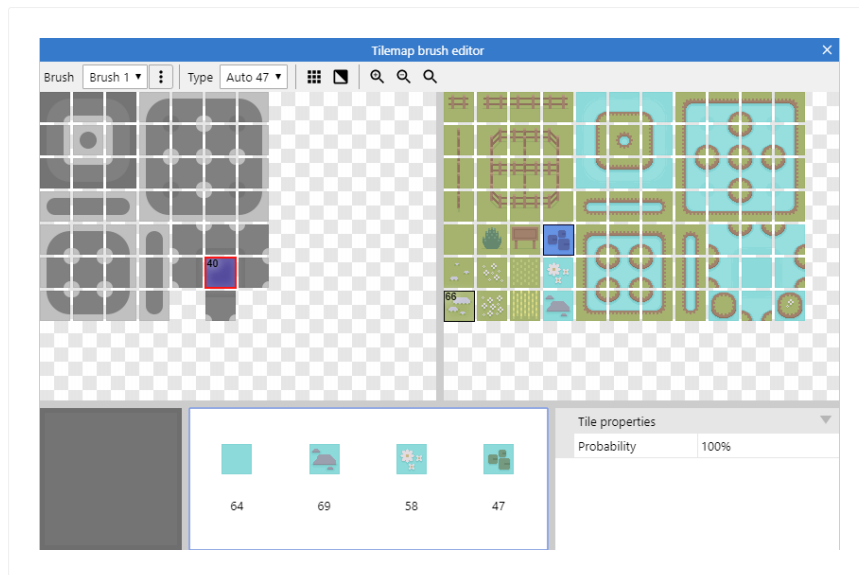 Tilemap brush editor
Brush Brush 1 Type Auto 47
40
66
Tile properties
Probability 100%
64 69 58 47